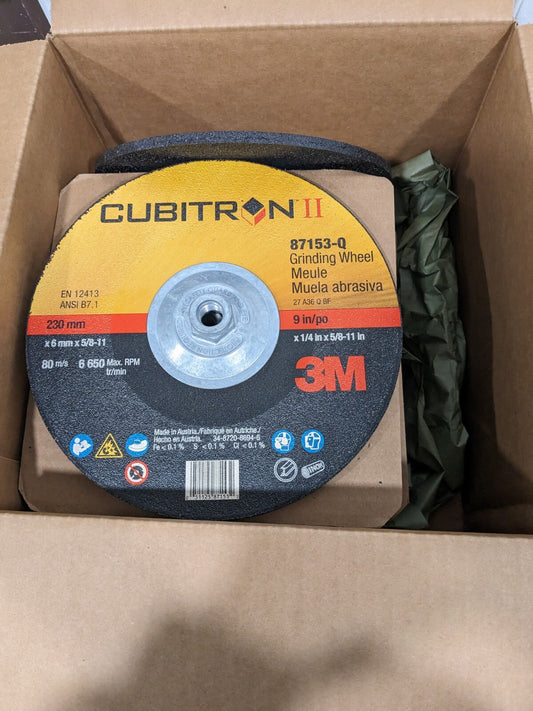 CUBITRON™ II
87153-Q
Grinding Wheel
Meule
Muela abrasiva
27 A36 Q BF
EN 12413
ANSI B7.1
230 mm
9 in/po
x 6 mm x 5/8-11
x 1/4 in x 5/8-11 in
80 m/s 6 650 Max. RPM
tr/min
3M
Made in Austria./Fabriqué en Autriche./
Hecho en Austria. 34-8720-8694-6
Fe < 0.1 % S < 0.1 % Cl < 0.1 %
INOX